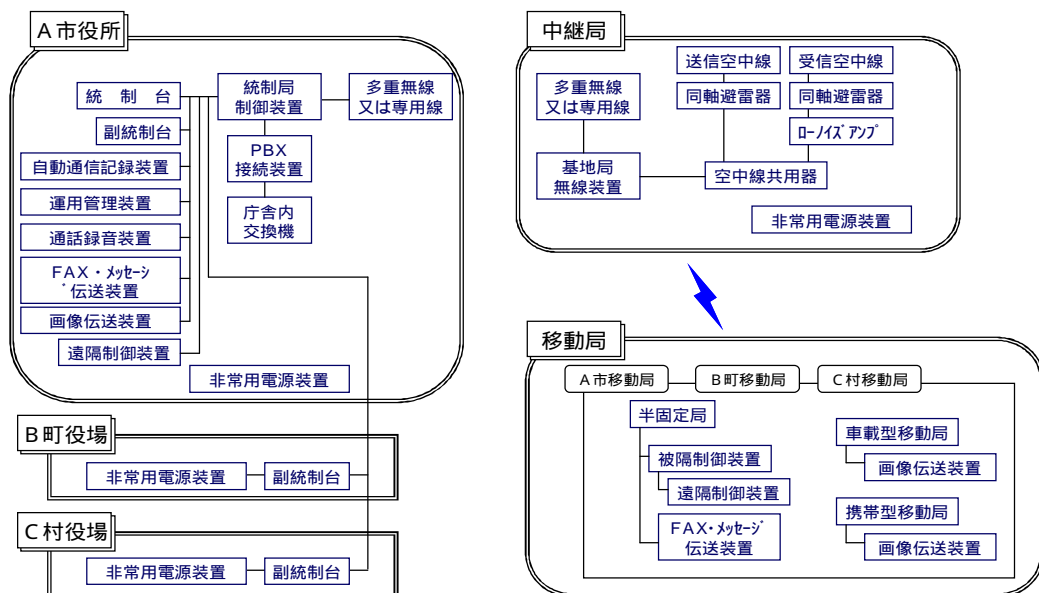 A市役所
統 制 台
副統制台
自動通信記録装置
運用管理装置
通話録音装置
FAX・メッセージ
伝送装置
画像伝送装置
遠隔制御装置
統制局
制御装置
多重無線
又は専用線
PBX
接続装置
庁舎内
交換機
非常用電源装置
B町役場
非常用電源装置
副統制台
C村役場
非常用電源装置
副統制台
中継局
送信空中線
受信空中線
多重無線
又は専用線
同軸避雷器
同軸避雷器
ローノイズアンプ
基地局
無線装置
空中線共用器
非常用電源装置
移動局
A市移動局
B町移動局
C村移動局
半固定局
被隔制御装置
遠隔制御装置
FAX・メッセージ
伝送装置
車載型移動局
画像伝送装置
携帯型移動局
画像伝送装置